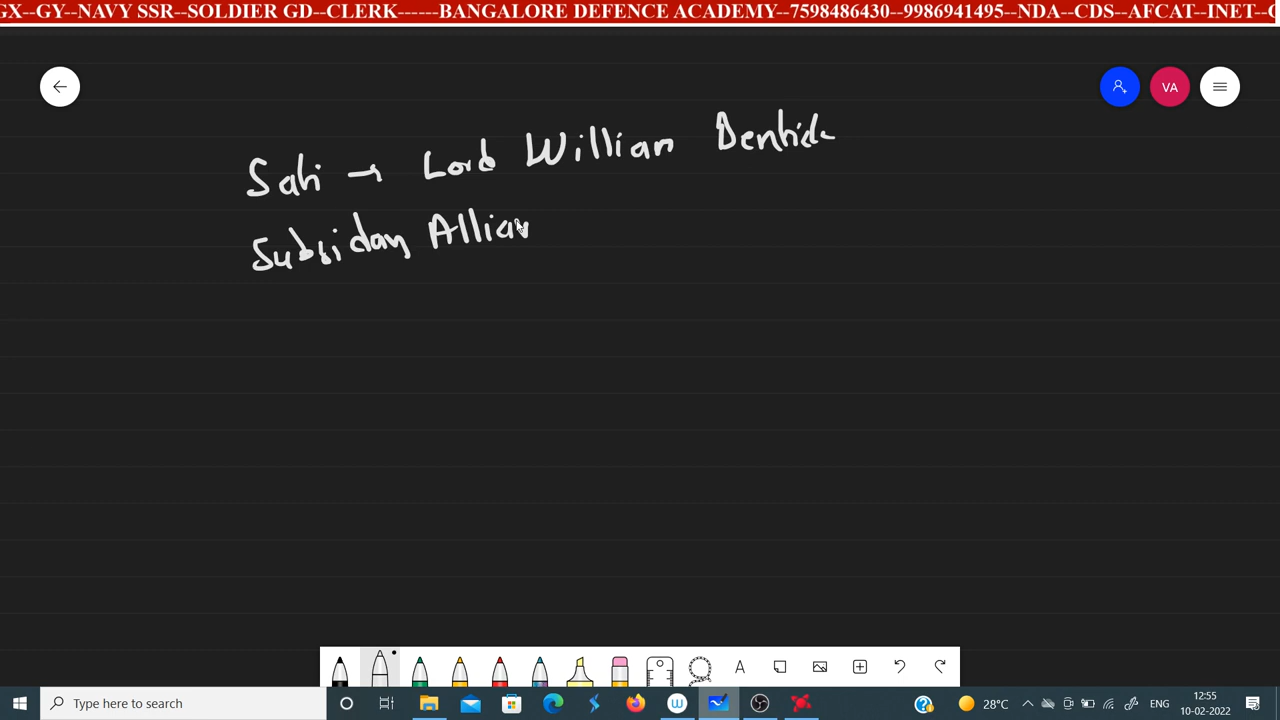 GX--GY--NAVY SSR--SOLDIER GD--CLERK------BANGALORE DEFENCE ACADEMY--7598486430--9986941495--NDA--CDS--AFCAT--INET--C
VA
Sati → Lord William Bentick
Subsiday Allian
A
Type here to search
W
28°C
ENG
12:55
10-02-2022